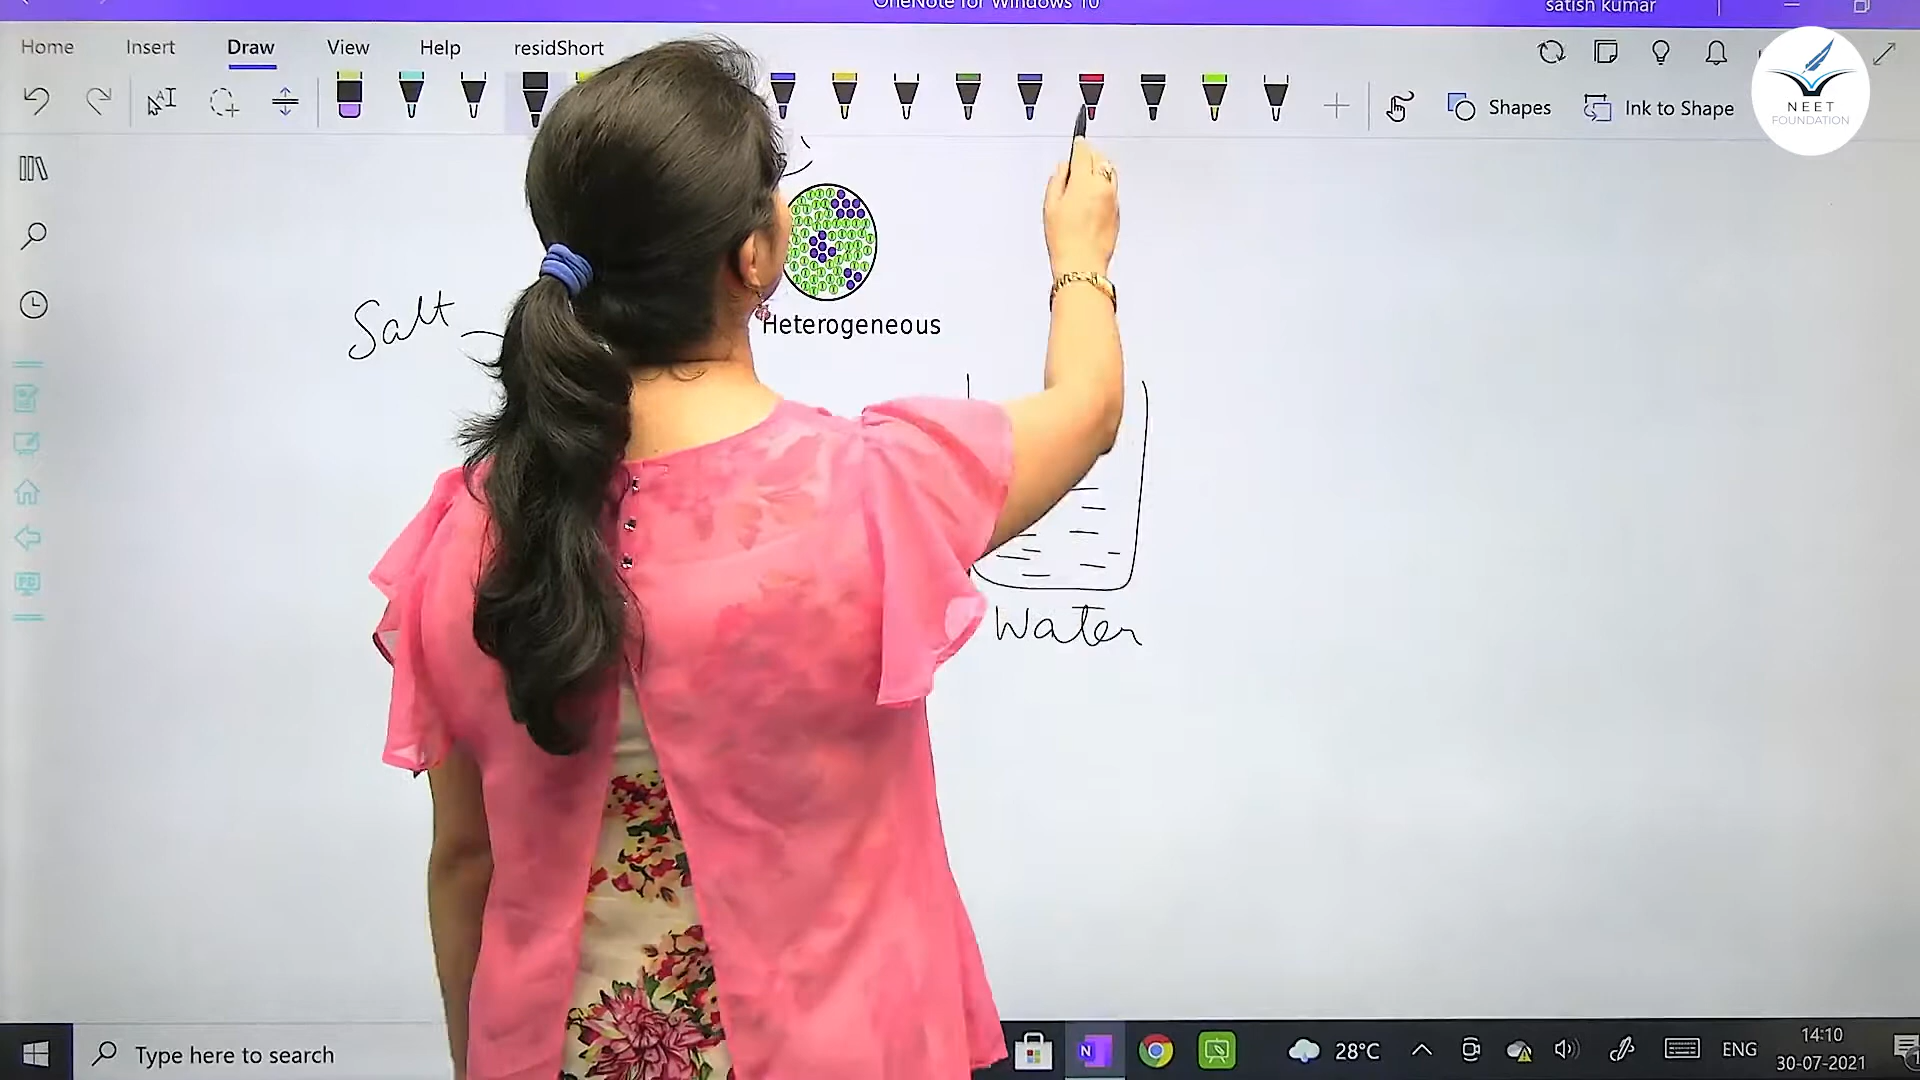 OneNote for Windows 10
satish kumar
Home Insert Draw View Help residShort
Shapes Ink to Shape
NEET
FOUNDATION
Salt
Heterogeneous
Water
Type here to search
28°C
ENG
14:10
30-07-2021